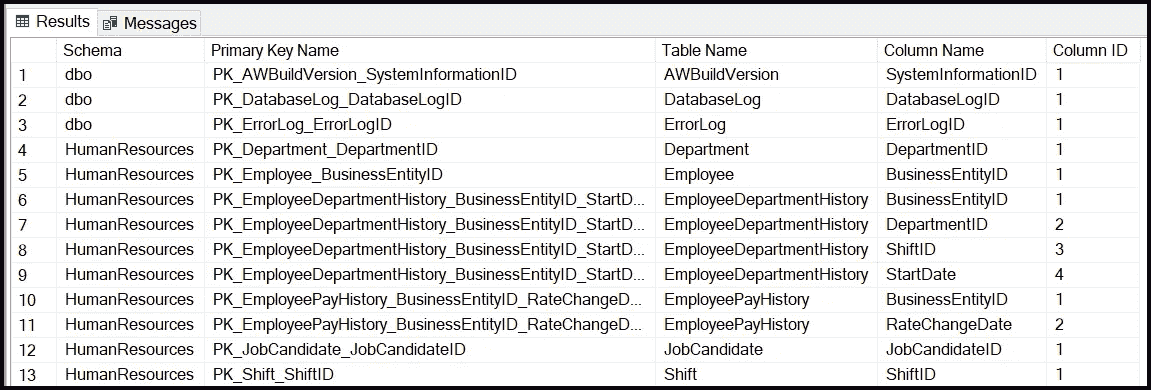 Results Messages
Schema Primary Key Name Table Name Column Name Column ID
1 dbo PK_AWBuildVersion_SystemInformationID AWBuildVersion SystemInformationID 1
2 dbo PK_DatabaseLog_DatabaseLogID DatabaseLog DatabaseLogID 1
3 dbo PK_ErrorLog_ErrorLogID ErrorLog ErrorLogID 1
4 HumanResources PK_Department_DepartmentID Department DepartmentID 1
5 HumanResources PK_Employee_BusinessEntityID Employee BusinessEntityID 1
6 HumanResources PK_EmployeeDepartmentHistory_BusinessEntityID_StartD... EmployeeDepartmentHistory BusinessEntityID 1
7 HumanResources PK_EmployeeDepartmentHistory_BusinessEntityID_StartD... EmployeeDepartmentHistory DepartmentID 2
8 HumanResources PK_EmployeeDepartmentHistory_BusinessEntityID_StartD... EmployeeDepartmentHistory ShiftID 3
9 HumanResources PK_EmployeeDepartmentHistory_BusinessEntityID_StartD... EmployeeDepartmentHistory StartDate 4
10 HumanResources PK_EmployeePayHistory_BusinessEntityID_RateChangeD... EmployeePayHistory BusinessEntityID 1
11 HumanResources PK_EmployeePayHistory_BusinessEntityID_RateChangeD... EmployeePayHistory RateChangeDate 2
12 HumanResources PK_JobCandidate_JobCandidateID JobCandidate JobCandidateID 1
13 HumanResources PK_Shift_ShiftID Shift ShiftID 1